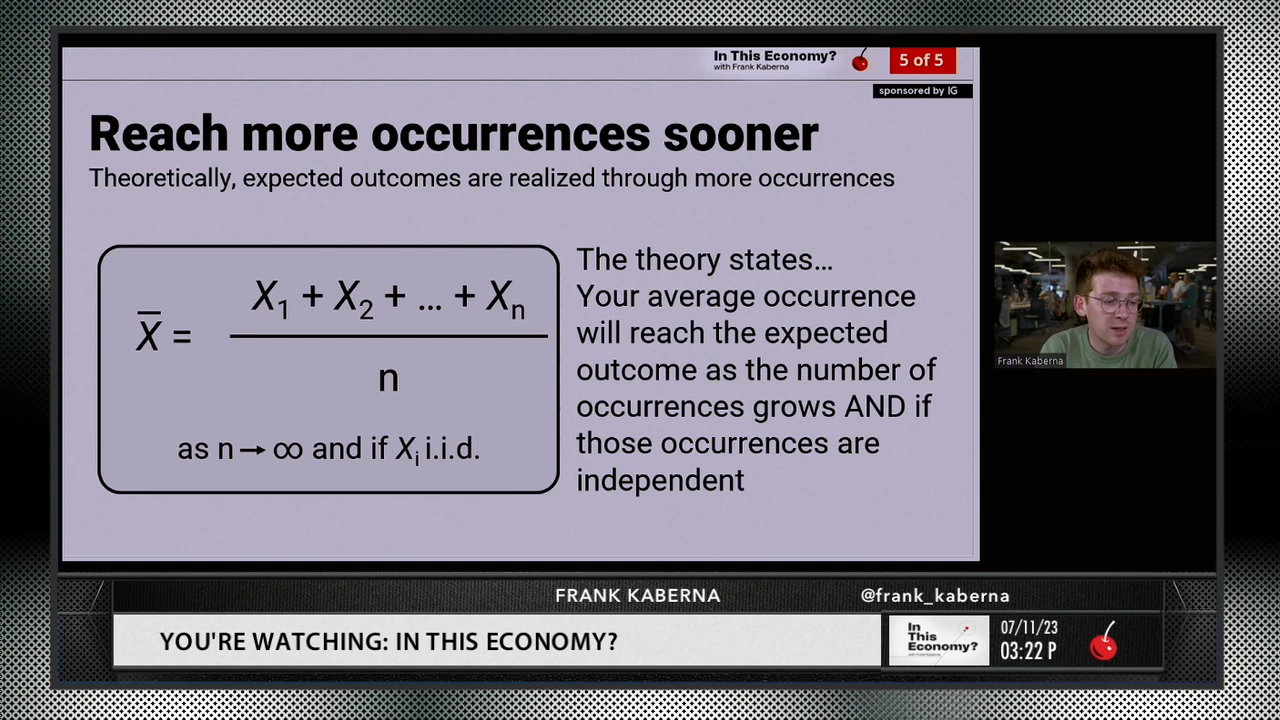 In This Economy?
with Frank Kaberna
5 of 5
sponsored by IG
Reach more occurrences sooner
Theoretically, expected outcomes are realized through more occurrences
X̅ =
X₁ + X₂ + ... + Xₙ
n
as n → ∞ and if Xᵢ i.i.d.
The theory states...
Your average occurrence
will reach the expected
outcome as the number of
occurrences grows AND if
those occurrences are
independent
Frank Kaberna
FRANK KABERNA
@frank_kaberna
YOU'RE WATCHING: IN THIS ECONOMY?
In
This
Economy?
07/11/23
03:22 P